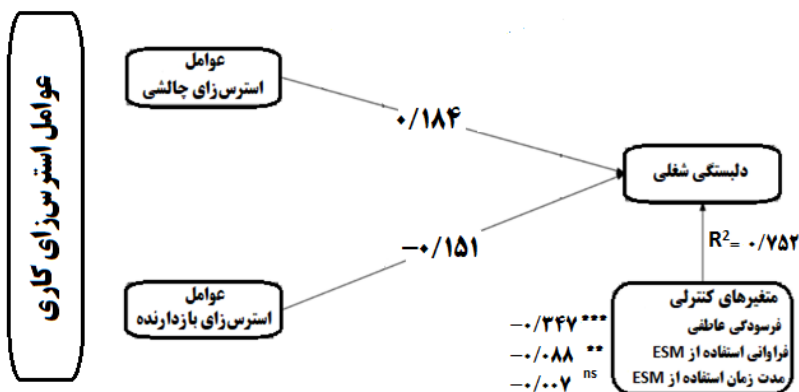 عوامل استرس‌زای کاری
عوامل
استرس‌زای چالشی
۰/۱۸۴
دلبستگی شغلی
−۰/۱۵۱
R²= ۰/۷۵۲
عوامل
استرس‌زای بازدارنده
متغیرهای کنترلی
فرسودگی عاطفی
−۰/۳۴۷ ***
فراوانی استفاده از ESM
−۰/۰۸۸ **
مدت زمان استفاده از ESM
−۰/۰۰۷ ns